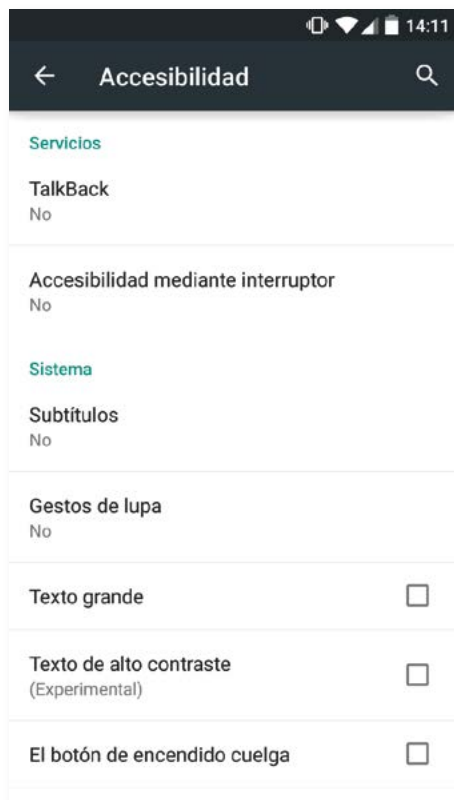 14:11
Accesibilidad
Servicios
TalkBack
No
Accesibilidad mediante interruptor
No
Sistema
Subtítulos
No
Gestos de lupa
No
Texto grande
Texto de alto contraste
(Experimental)
El botón de encendido cuelga